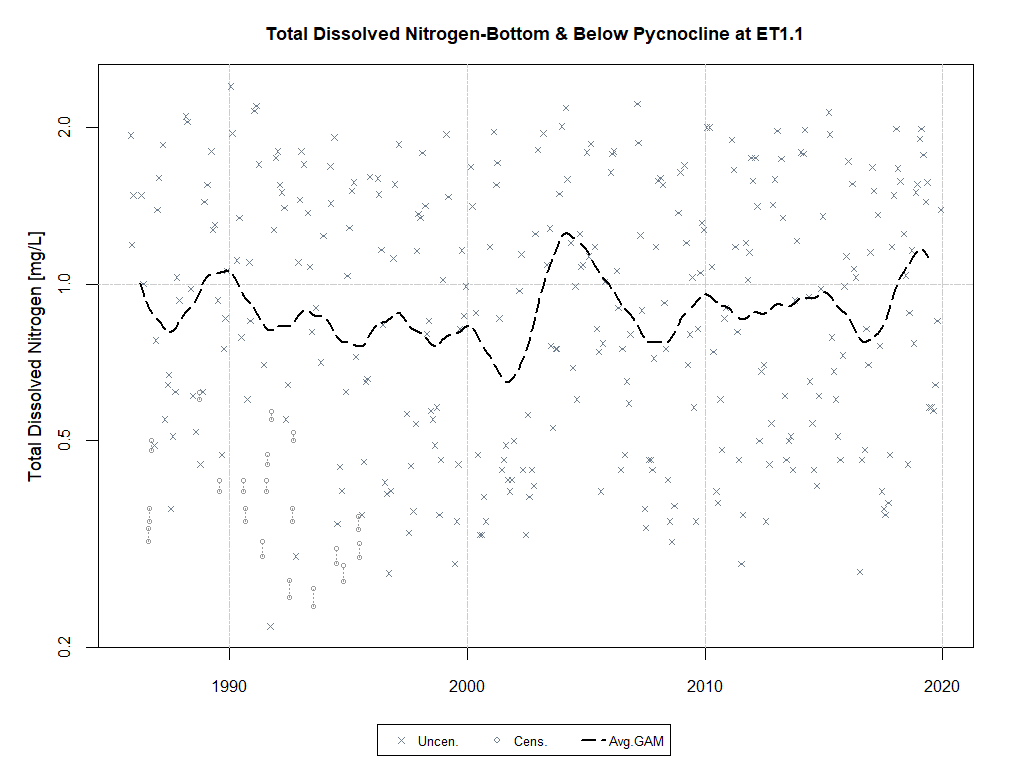 Total Dissolved Nitrogen-Bottom & Below Pycnocline at ET1.1
Total Dissolved Nitrogen [mg/L]
2.0
1.0
0.5
0.2
1990 2000 2010 2020
Uncen. Cens. Avg.GAM